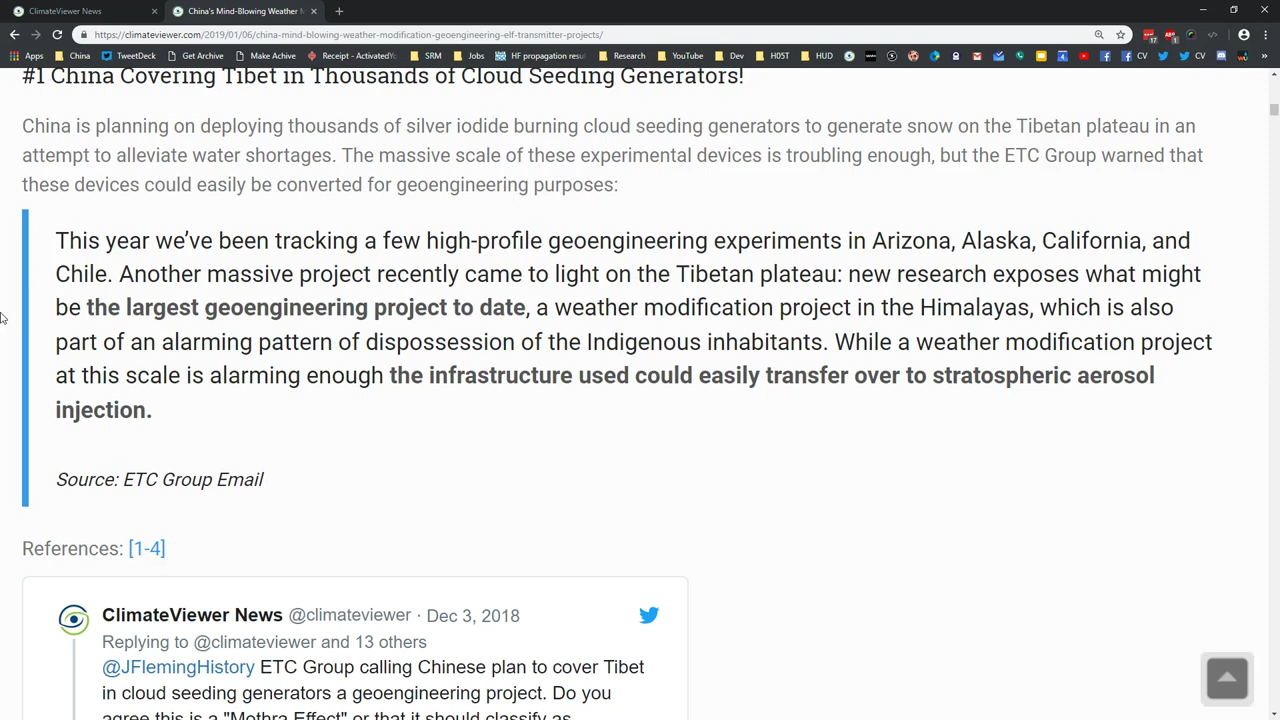 ClimateViewer News
China's Mind-Blowing Weather M
https://climateviewer.com/2019/01/06/china-mind-blowing-weather-modification-geoengineering-elf-transmitter-projects/
Apps China TweetDeck Get Archive Make Achive Receipt - ActivatedY SRM Jobs HF propagation resul Research YouTube Dev H05T HUD CV CV
#1 China Covering Tibet in Thousands of Cloud Seeding Generators!
China is planning on deploying thousands of silver iodide burning cloud seeding generators to generate snow on the Tibetan plateau in an
attempt to alleviate water shortages. The massive scale of these experimental devices is troubling enough, but the ETC Group warned that
these devices could easily be converted for geoengineering purposes:
This year we’ve been tracking a few high-profile geoengineering experiments in Arizona, Alaska, California, and
Chile. Another massive project recently came to light on the Tibetan plateau: new research exposes what might
be the largest geoengineering project to date, a weather modification project in the Himalayas, which is also
part of an alarming pattern of dispossession of the Indigenous inhabitants. While a weather modification project
at this scale is alarming enough the infrastructure used could easily transfer over to stratospheric aerosol
injection.
Source: ETC Group Email
References: [1-4]
ClimateViewer News @climateviewer · Dec 3, 2018
Replying to @climateviewer and 13 others
@JFlemingHistory ETC Group calling Chinese plan to cover Tibet
in cloud seeding generators a geoengineering project. Do you
agree this is a "Mothra Effect" or that it should classify as